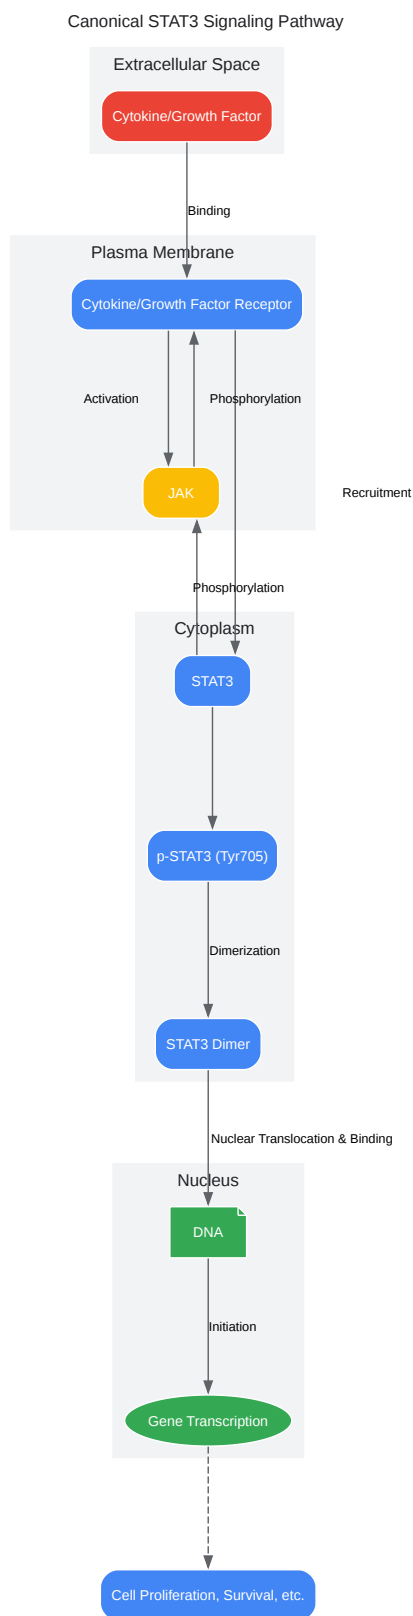 Canonical STAT3 Signaling Pathway
Extracellular Space
Cytokine/Growth Factor
Binding
Plasma Membrane
Cytokine/Growth Factor Receptor
Activation
Phosphorylation
JAK
Recruitment
Phosphorylation
Cytoplasm
STAT3
p-STAT3 (Tyr705)
Dimerization
STAT3 Dimer
Nuclear Translocation & Binding
Nucleus
DNA
Initiation
Gene Transcription
Cell Proliferation, Survival, etc.